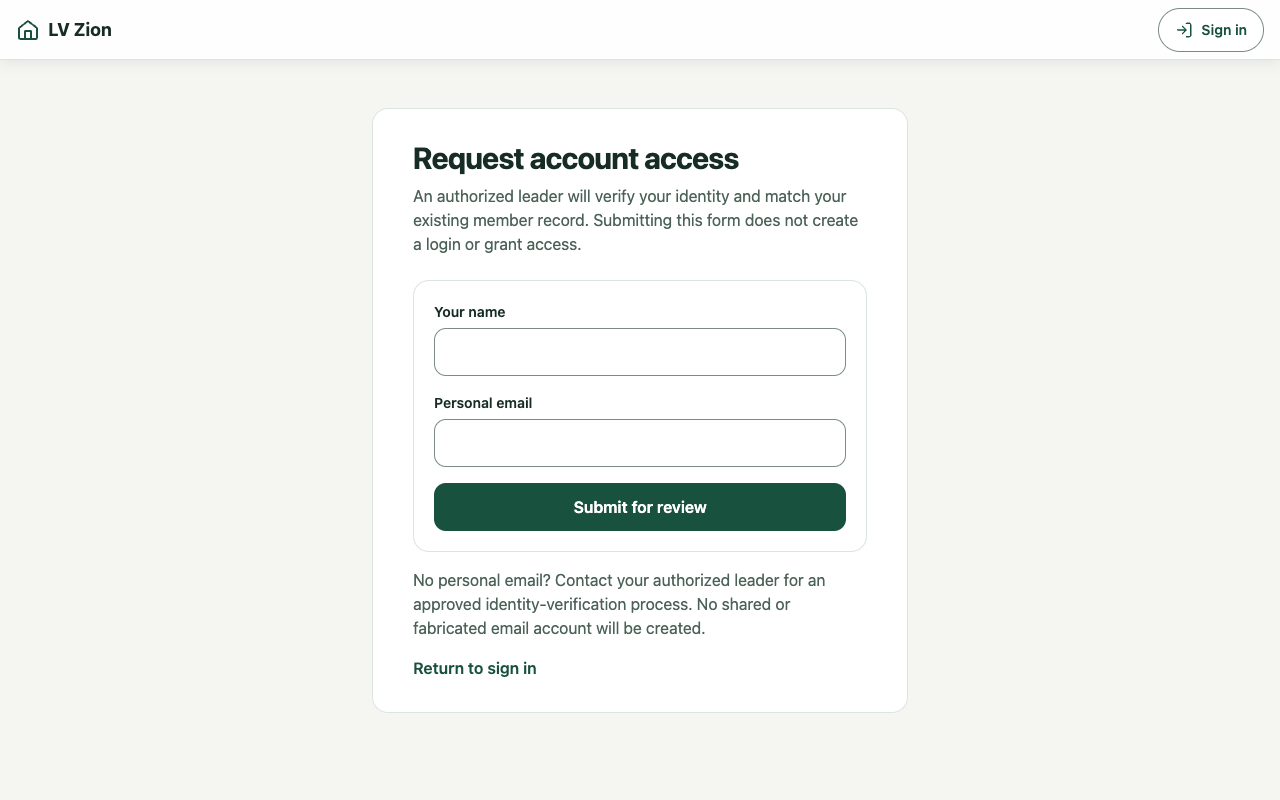 LV Zion
Sign in
Request account access
An authorized leader will verify your identity and match your
existing member record. Submitting this form does not create
a login or grant access.
Your name
Personal email
Submit for review
No personal email? Contact your authorized leader for an
approved identity-verification process. No shared or
fabricated email account will be created.
Return to sign in